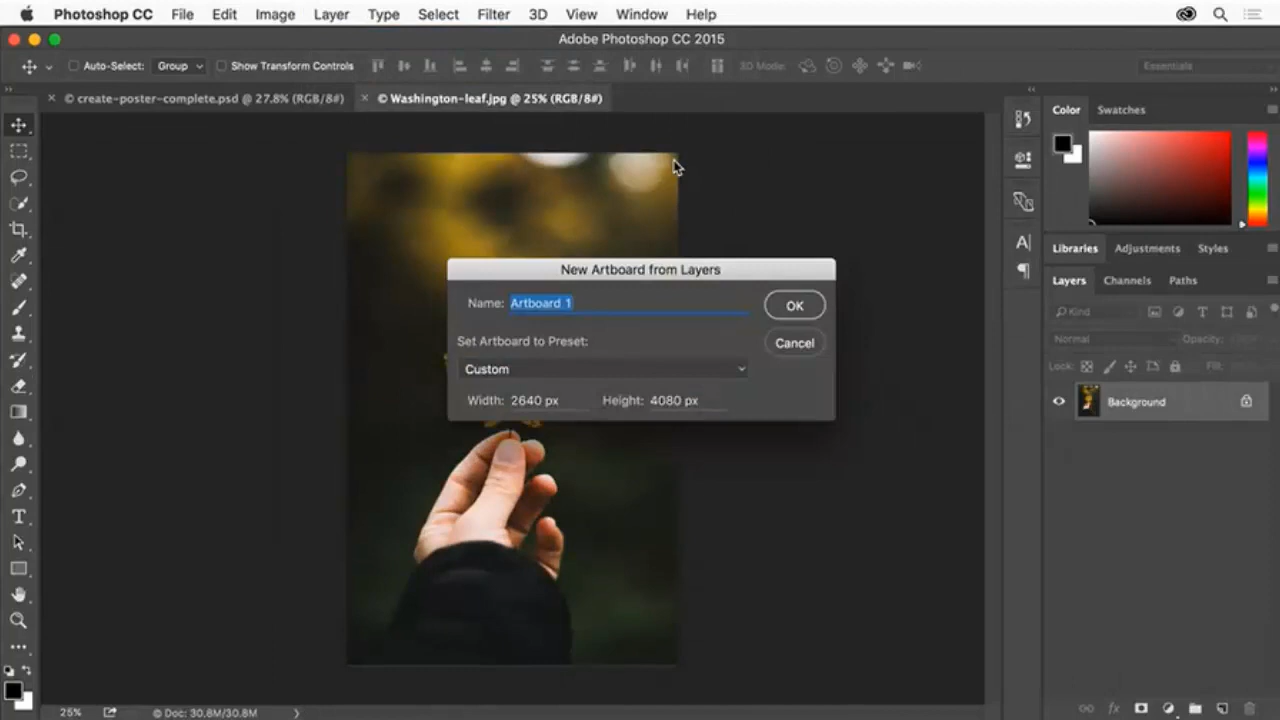 Photoshop CC File Edit Image Layer Type Select Filter 3D View Window Help
Adobe Photoshop CC 2015
Auto-Select: Group Show Transform Controls 3D Mode: Essentials
× © create-poster-complete.psd @ 27.8% (RGB/8#) × © Washington-leaf.jpg @ 25% (RGB/8#)
Color Swatches
Libraries Adjustments Styles
Layers Channels Paths
Kind
Normal Opacity:
Lock: Fill:
Background
New Artboard from Layers
Name: Artboard 1 OK
Set Artboard to Preset: Cancel
Custom
Width: 2640 px Height: 4080 px
25% © Doc: 30.8M/30.8M